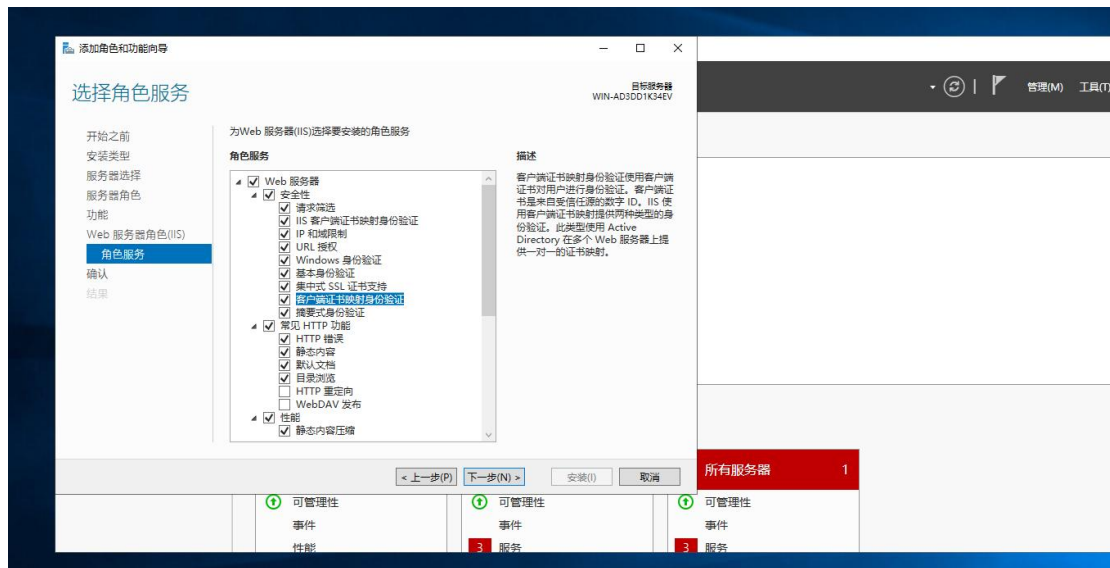 添加角色和功能向导
选择角色服务
目标服务器
WIN-AD3DD1K34EV
管理(M) 工具(T)
开始之前
安装类型
服务器选择
服务器角色
功能
Web 服务器角色(IIS)
角色服务
确认
结果
为Web 服务器(IIS)选择要安装的角色服务
角色服务
Web 服务器
安全性
请求筛选
IIS 客户端证书映射身份验证
IP 和域限制
URL 授权
Windows 身份验证
基本身份验证
集中式 SSL 证书支持
客户端证书映射身份验证
摘要式身份验证
常见 HTTP 功能
HTTP 错误
静态内容
默认文档
目录浏览
HTTP 重定向
WebDAV 发布
性能
静态内容压缩
描述
客户端证书映射身份验证使用客户端
证书对用户进行身份验证。客户端证
书是来自受信任源的数字 ID。IIS 使
用客户端证书映射提供两种类型的身
份验证。此类型使用 Active
Directory 在多个 Web 服务器上提
供一对一的证书映射。
< 上一步(P) 下一步(N) > 安装(I) 取消
所有服务器 1
可管理性 可管理性 可管理性
事件 事件 事件
性能 3 服务 3 服务